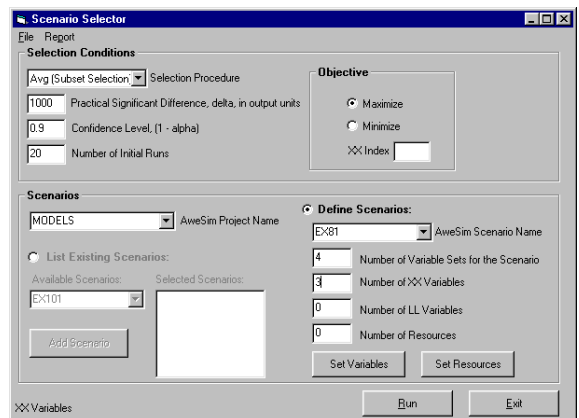 Scenario Selector
File Report
Selection Conditions
Avg (Subset Selection) Selection Procedure
1000 Practical Significant Difference, delta, in output units
0.9 Confidence Level, (1 - alpha)
20 Number of Initial Runs
Objective
Maximize
Minimize
XX Index
Scenarios
MODELS AweSim Project Name
List Existing Scenarios:
Available Scenarios: Selected Scenarios:
EX101
Add Scenario
Define Scenarios:
EX81 AweSim Scenario Name
4 Number of Variable Sets for the Scenario
3 Number of XX Variables
0 Number of LL Variables
0 Number of Resources
Set Variables Set Resources
XX Variables Run Exit